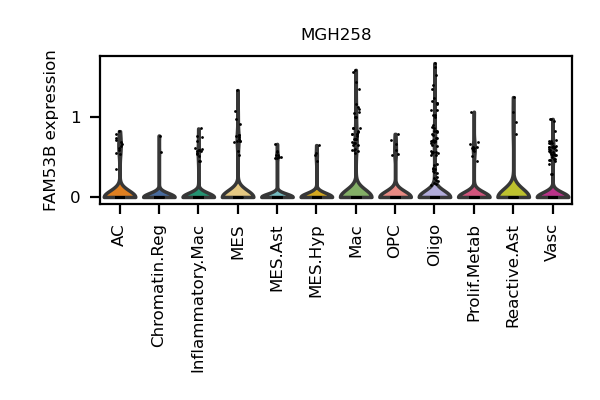 MGH258
FAM53B expression
1
0
AC
Chromatin.Reg
Inflammatory.Mac
MES
MES.Ast
MES.Hyp
Mac
OPC
Oligo
Prolif.Metab
Reactive.Ast
Vasc